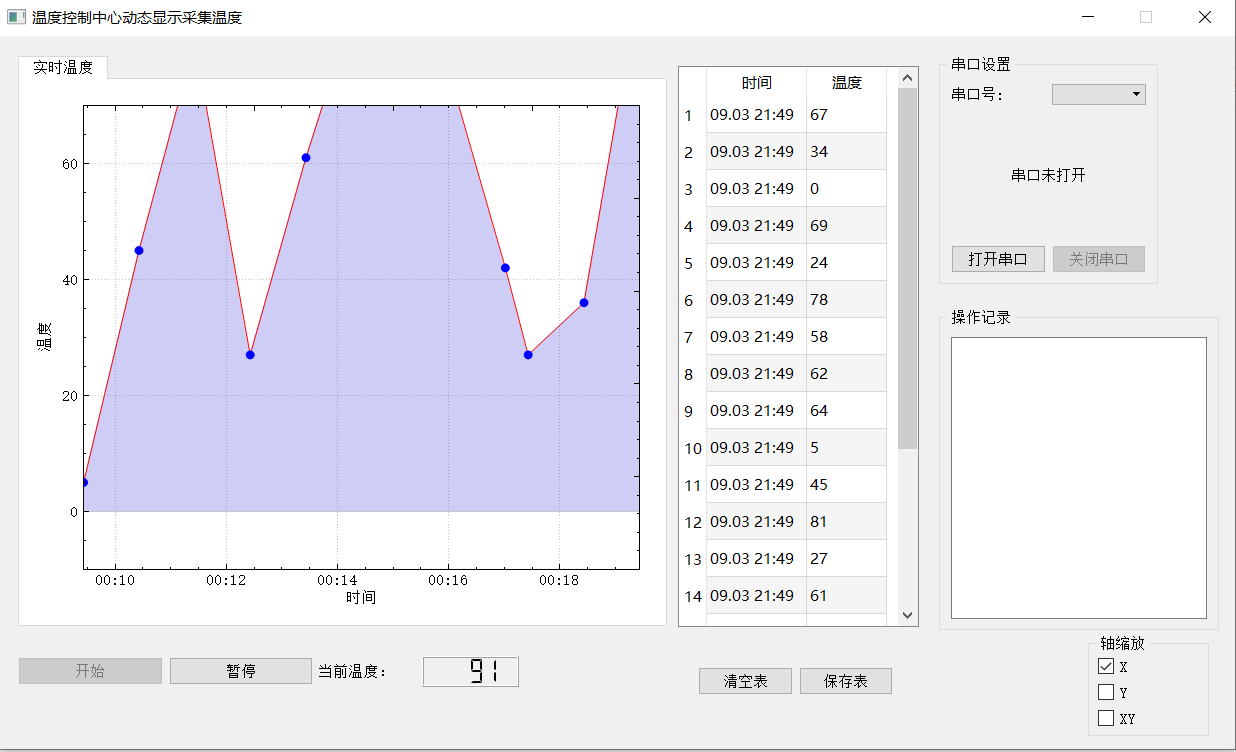 温度控制中心动态显示采集温度
实时温度
60
40
20
0
温度
00:10 00:12 00:14 00:16 00:18
时间
时间 温度
1 09.03 21:49 67
2 09.03 21:49 34
3 09.03 21:49 0
4 09.03 21:49 69
5 09.03 21:49 24
6 09.03 21:49 78
7 09.03 21:49 58
8 09.03 21:49 62
9 09.03 21:49 64
10 09.03 21:49 5
11 09.03 21:49 45
12 09.03 21:49 81
13 09.03 21:49 27
14 09.03 21:49 61
串口设置
串口号:
串口未打开
打开串口 关闭串口
操作记录
开始 暂停 当前温度: 91
清空表 保存表
轴缩放
X
Y
XY